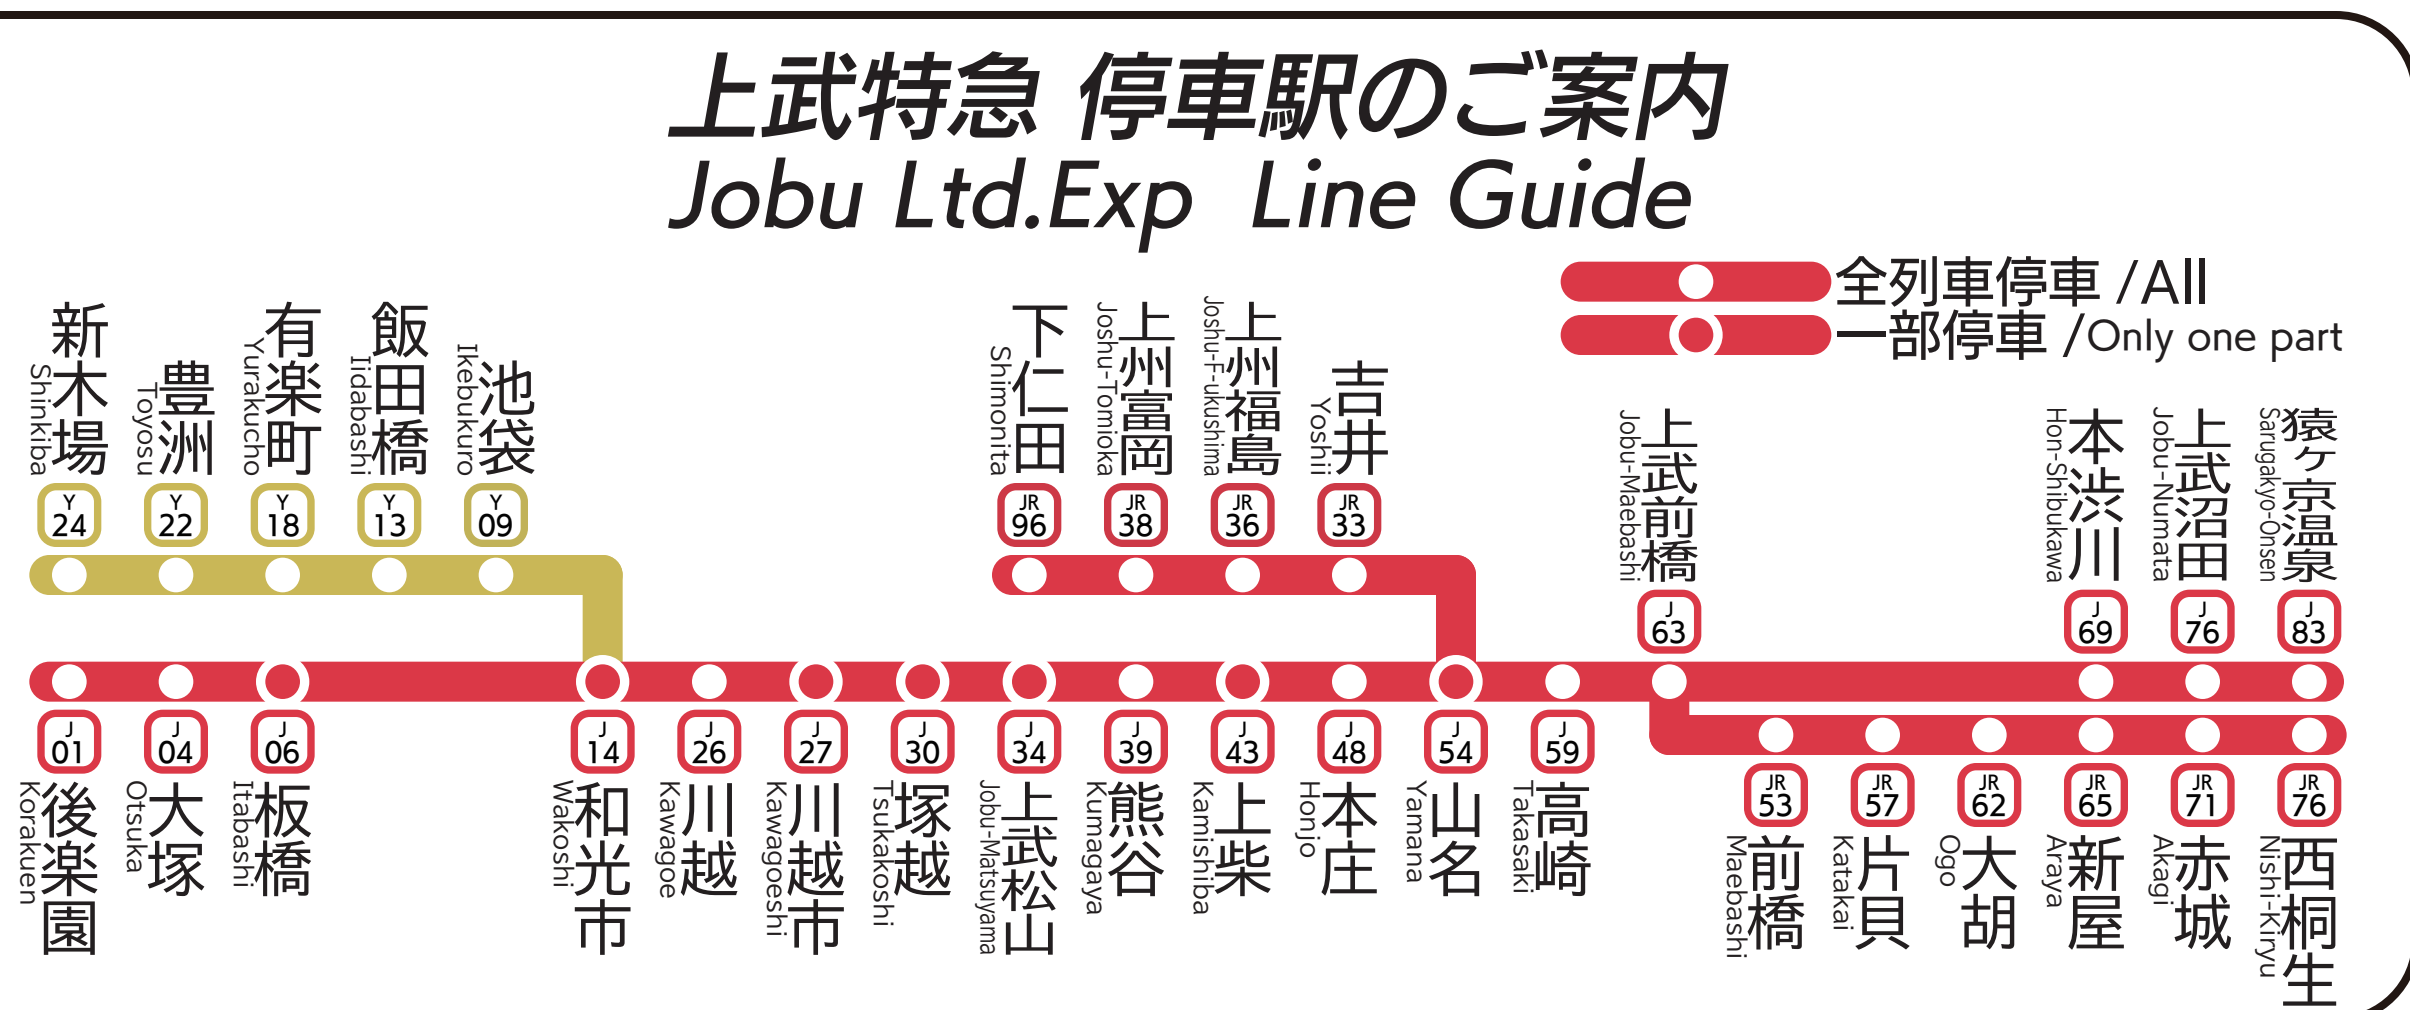 上武特急 停車駅のご案内
Jobu Ltd.Exp Line Guide
全列車停車 /All
一部停車 /Only one part
新木場
Shinkiba
Y
24
豊洲
Toyosu
Y
22
有楽町
Yurakucho
Y
18
飯田橋
Iidabashi
Y
13
池袋
Ikebukuro
Y
09
下仁田
Shimonita
JR
96
上州富岡
Joshu-Tomioka
JR
38
上州福島
Joshu-F-ukushima
JR
36
吉井
Yoshii
JR
33
上武前橋
Jobu-Maebashi
J
63
本渋川
Hon-Shibukawa
J
69
上武沼田
Jobu-Numata
J
76
猿ヶ京温泉
Sarugakyo-Onsen
J
83
J
01
後楽園
Korakuen
J
04
大塚
Otsuka
J
06
板橋
Itabashi
J
14
和光市
Wakoshi
J
26
川越
Kawagoe
J
27
川越市
Kawagoeshi
J
30
塚越
Tsukakoshi
J
34
上武松山
Jobu-Matsuyama
J
39
熊谷
Kumagaya
J
43
上柴
Kamishiba
J
48
本庄
Honjo
J
54
山名
Yamana
J
59
高崎
Takasaki
JR
53
前橋
Maebashi
JR
57
片貝
Katakai
JR
62
大胡
Ogo
JR
65
新屋
Araya
JR
71
赤城
Akagi
JR
76
西桐生
Nishi-Kiryu